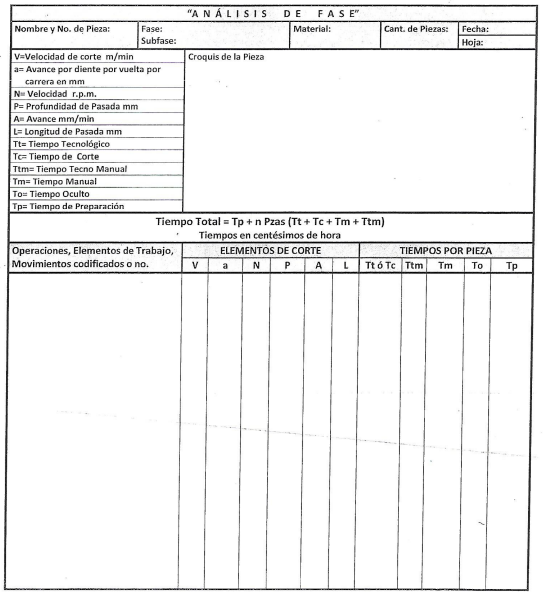 "ANÁLISIS DE FASE"
Nombre y No. de Pieza:
Fase:
Subfase:
Material:
Cant. de Piezas:
Fecha:
Hoja:
V=Velocidad de corte m/min
a= Avance por diente por vuelta por
carrera en mm
N= Velocidad r.p.m.
P= Profundidad de Pasada mm
A= Avance mm/min
L= Longitud de Pasada mm
Tt= Tiempo Tecnológico
Tc= Tiempo de Corte
Ttm= Tiempo Tecno Manual
Tm= Tiempo Manual
To= Tiempo Oculto
Tp= Tiempo de Preparación
Croquis de la Pieza
Tiempo Total = Tp + n Pzas (Tt + Tc + Tm + Ttm)
Tiempos en centésimos de hora
Operaciones, Elementos de Trabajo,
Movimientos codificados o no.
ELEMENTOS DE CORTE
TIEMPOS POR PIEZA
V a N P A L Tt ó Tc Ttm Tm To Tp